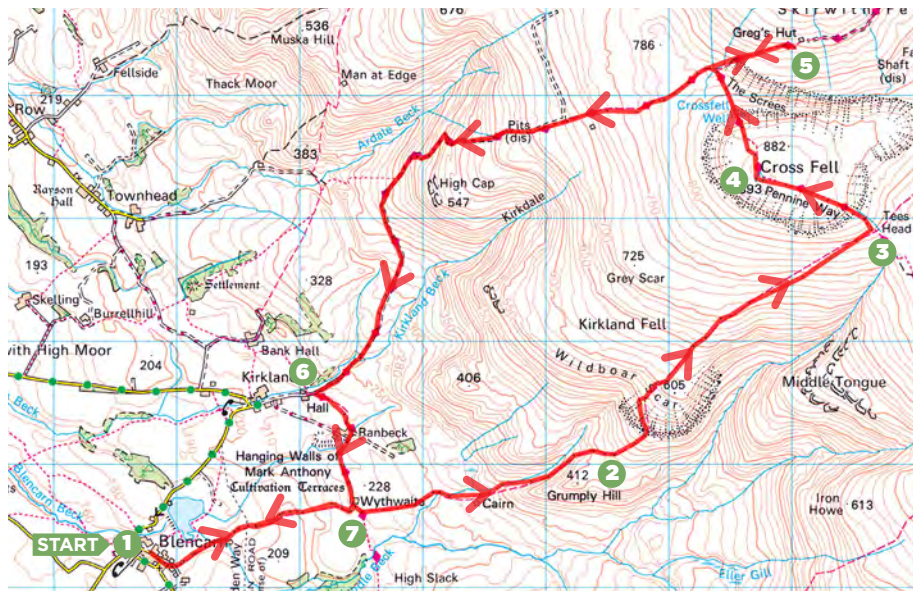 676
Skirwith Fe
536
Muska Hill
786
Greg's Hut
5
Fellside
Thack Moor
Man at Edge
Fa
Shaft
(dis)
219
Row
The Screes
Crossfell
Well
Pits
(dis)
Ardale Beck
383
882
Cross Fell
Rayson
Hall
Townhead
High Cap
547
4
893
Pennine Way
Kirkdale
Tees
Head
3
193
725
Grey Scar
Settlement
328
Skelling
Burrellhill
Kirkland Beck
Kirkland Fell
with High Moor
204
Bank Hall
6
Kirkland
406
Wildboar
Scar
605
Middle Tongue
Hall
Beck
Ranbeck
Hanging Walls of
Mark Anthony
Cultivation Terraces
412
2
Grumply Hill
228
Wythwaite
Cairn
Iron
Howe
613
Blencarn Beck
START
1
Blencarn
7
209
High Slack
Eller Gill